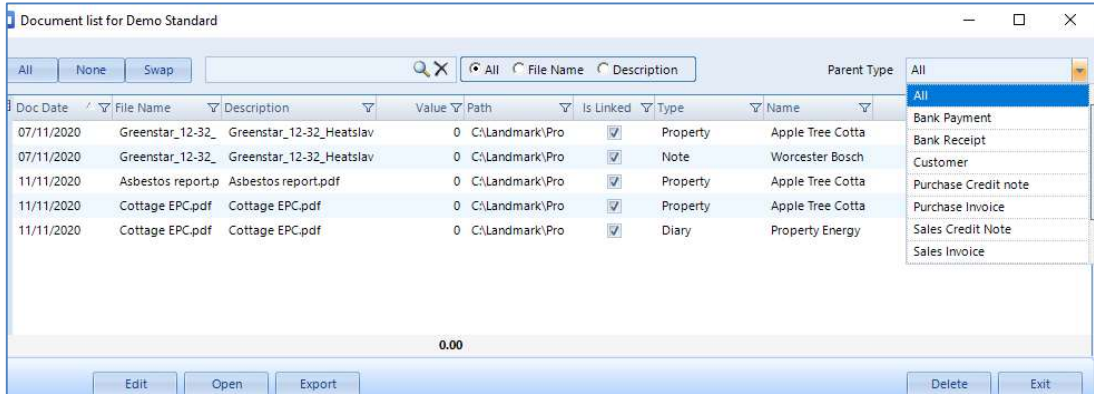 Document list for Demo Standard
All None Swap All File Name Description Parent Type All
Doc Date File Name Description Value Path Is Linked Type Name
All
Bank Payment
Bank Receipt
Customer
Purchase Credit note
Purchase Invoice
Sales Credit Note
Sales Invoice
07/11/2020 Greenstar_12-32_ Greenstar_12-32_Heatslav 0 C:\Landmark\Pro Property Apple Tree Cotta
07/11/2020 Greenstar_12-32_ Greenstar_12-32_Heatslav 0 C:\Landmark\Pro Note Worcester Bosch
11/11/2020 Asbestos report.p Asbestos report.pdf 0 C:\Landmark\Pro Property Apple Tree Cotta
11/11/2020 Cottage EPC.pdf Cottage EPC.pdf 0 C:\Landmark\Pro Property Apple Tree Cotta
11/11/2020 Cottage EPC.pdf Cottage EPC.pdf 0 C:\Landmark\Pro Diary Property Energy
0.00
Edit Open Export Delete Exit